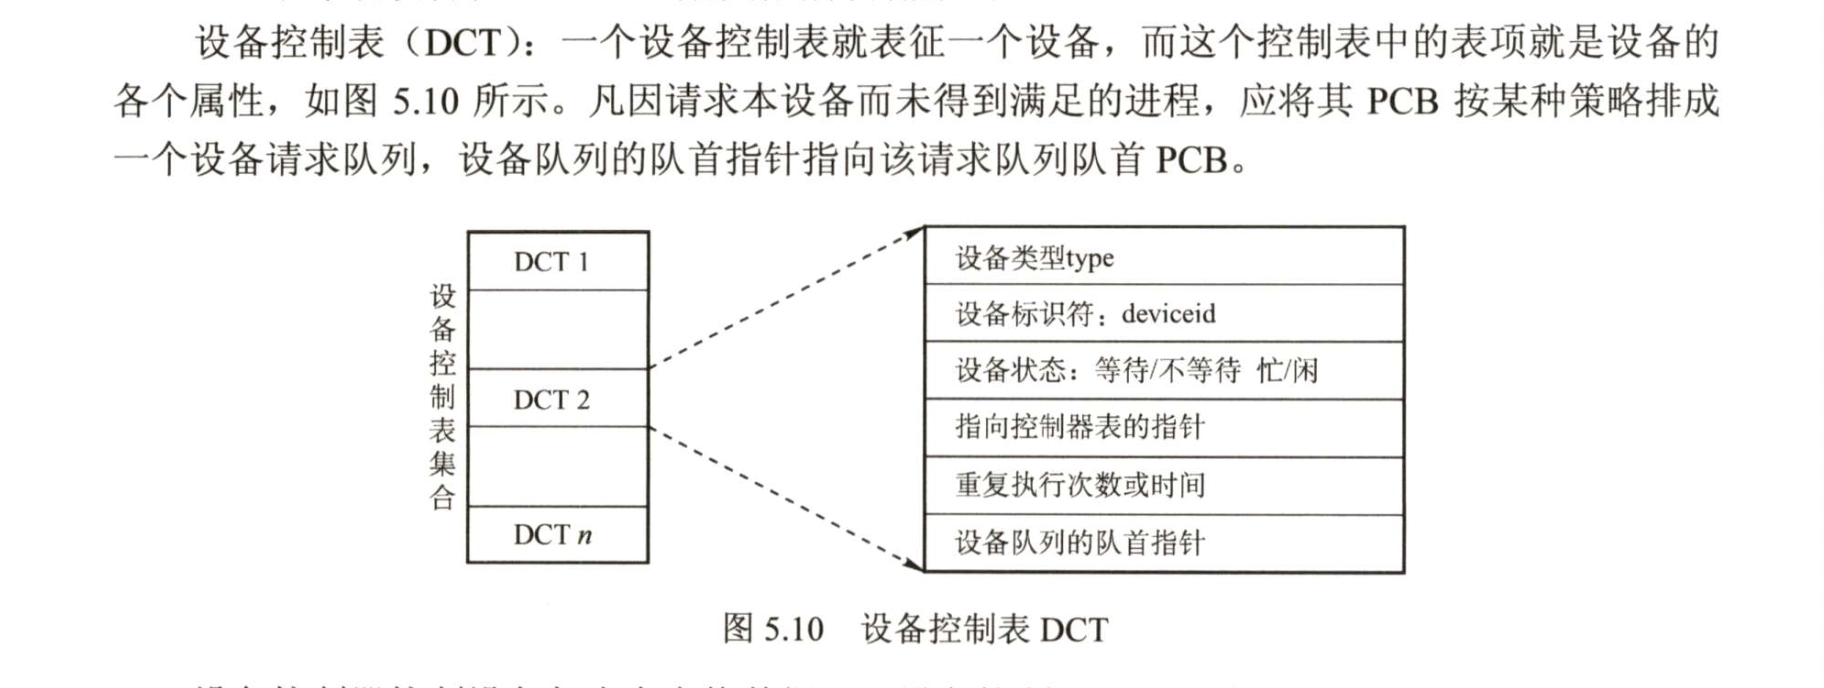 设备控制表（DCT）：一个设备控制表就表征一个设备，而这个控制表中的表项就是设备的
各个属性，如图 5.10 所示。凡因请求本设备而未得到满足的进程，应将其 PCB 按某种策略排成
一个设备请求队列，设备队列的队首指针指向该请求队列队首 PCB。
设备控制表集合
DCT 1
DCT 2
DCT n
设备类型type
设备标识符：deviceid
设备状态：等待/不等待 忙/闲
指向控制器表的指针
重复执行次数或时间
设备队列的队首指针
图 5.10 设备控制表 DCT